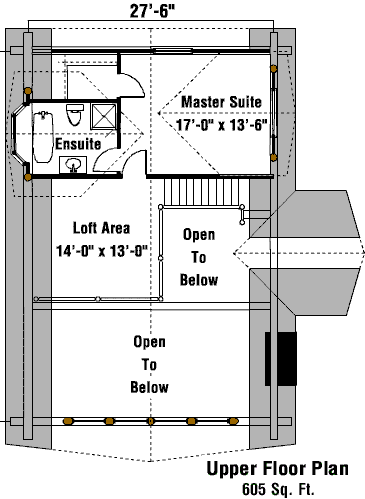 27'-6"
Master Suite
17'-0" x 13'-6"
Ensuite
Loft Area
14'-0" x 13'-0"
Open
To
Below
Open
To
Below
Upper Floor Plan
605 Sq. Ft.